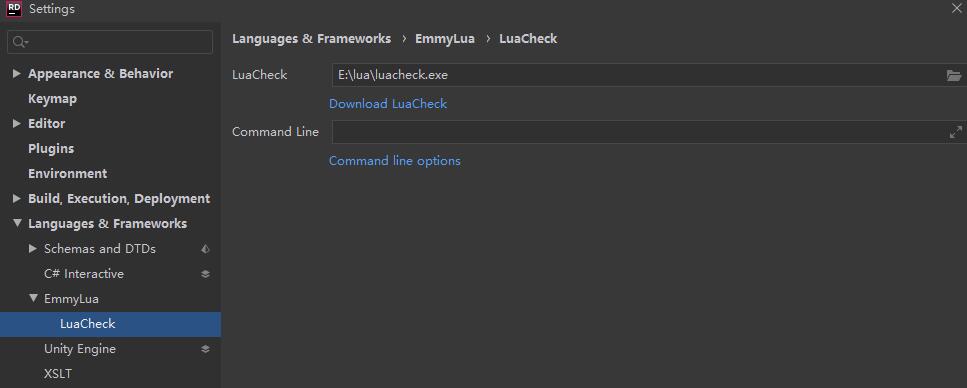 RD Settings
Languages & Frameworks › EmmyLua › LuaCheck
Appearance & Behavior
Keymap
Editor
Plugins
Environment
Build, Execution, Deployment
Languages & Frameworks
Schemas and DTDs
C# Interactive
EmmyLua
LuaCheck
Unity Engine
XSLT
LuaCheck E:\lua\luacheck.exe
Download LuaCheck
Command Line
Command line options